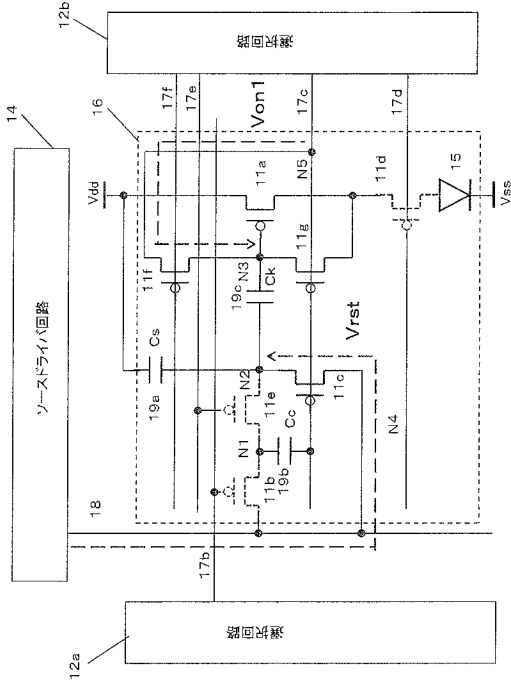 12b
選択回路
17f
17e
Von1
17c
17d
14
16
ソースドライバ回路
Vdd
11a
N5
11d
15
Vss
11f
N3
Ck
19c
11g
Cs
19a
N2
Vrst
11e
11c
N4
N1
Cc
19b
11b
18
17b
12a
選択回路